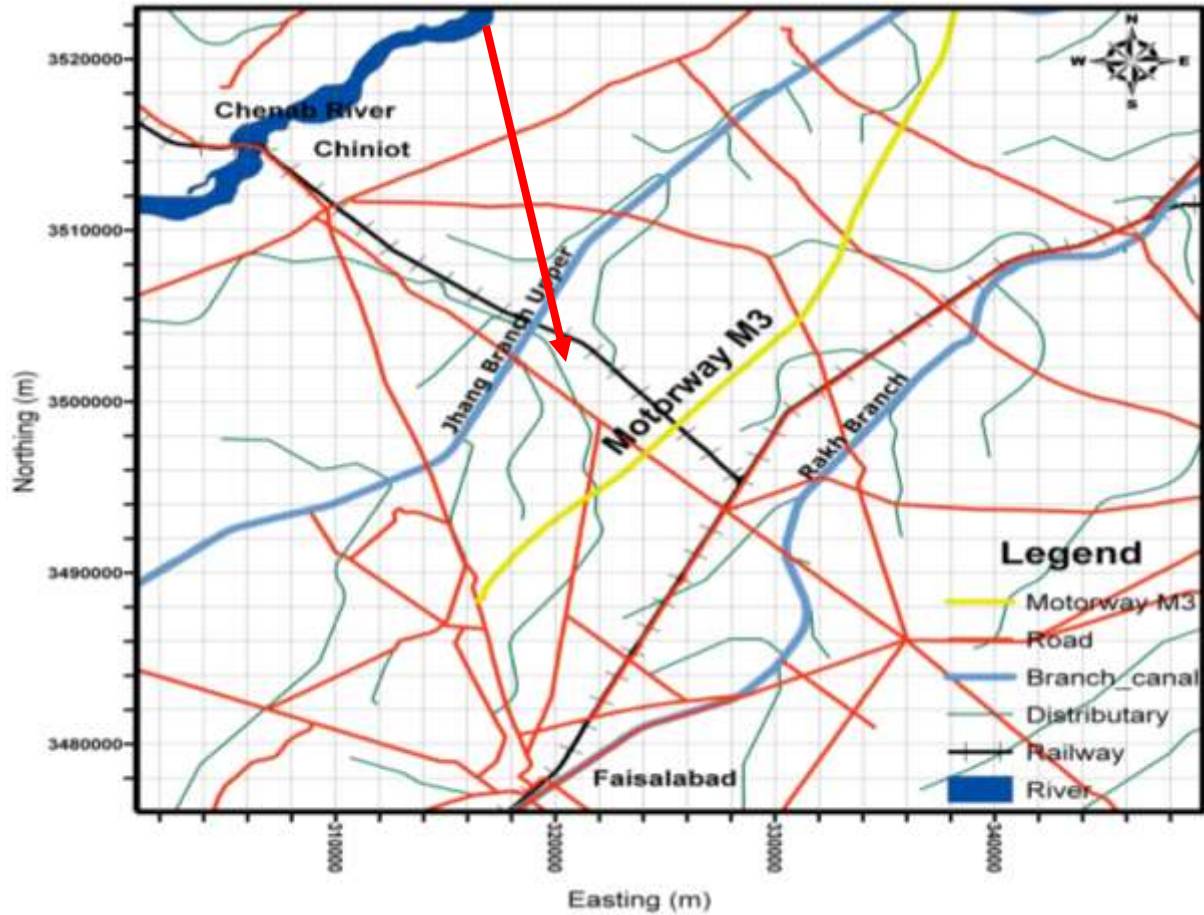 N
W E
S
3520000
Chenab River
Chiniot
3510000
Jhang Branch Upper
Motorway M3
Northing (m)
3500000
Rakh Branch
3490000
Legend
Motorway M3
Road
Branch_canal
Distributary
Railway
River
3480000
Faisalabad
310000
320000
330000
340000
Easting (m)